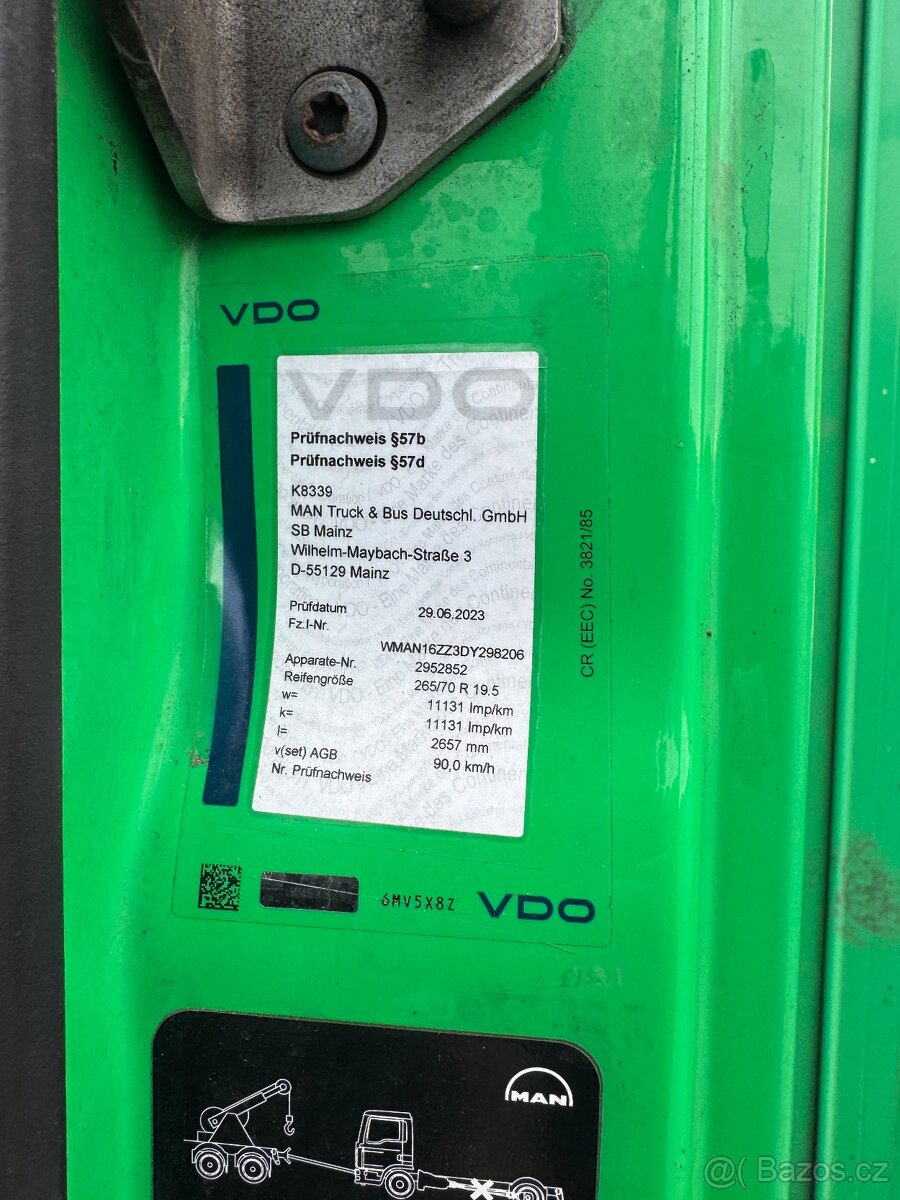 VDO
VDO
Prüfnachweis §57b
Prüfnachweis §57d
K8339
MAN Truck & Bus Deutschl. GmbH
SB Mainz
Wilhelm-Maybach-Straße 3
D-55129 Mainz
Prüfdatum 29.06.2023
Fz.I-Nr.
WMAN16ZZ3DY298206
Apparate-Nr. 2952852
Reifengröße 265/70 R 19.5
w= 11131 Imp/km
k= 11131 Imp/km
l= 2657 mm
v(set) AGB 90,0 km/h
Nr. Prüfnachweis
CR (EEC) No. 3821/85
6MV5X8Z VDO
MAN
@( Bazos.cz